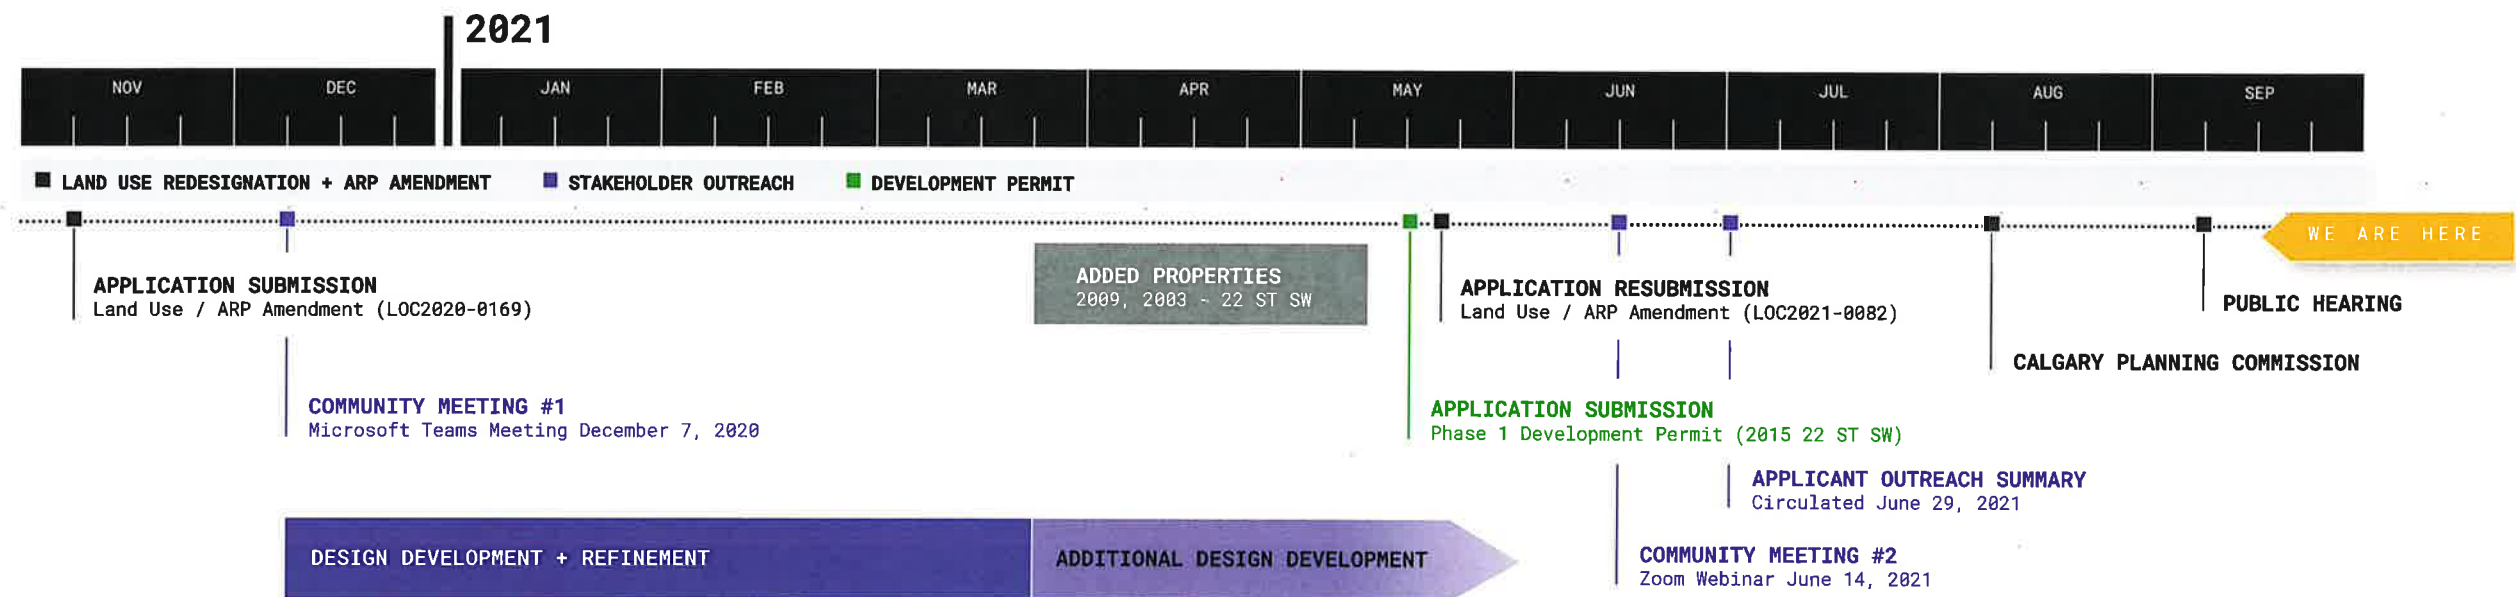 2021
NOV DEC JAN FEB MAR APR MAY JUN JUL AUG SEP
LAND USE REDESIGNATION + ARP AMENDMENT STAKEHOLDER OUTREACH DEVELOPMENT PERMIT
WE ARE HERE
APPLICATION SUBMISSION
Land Use / ARP Amendment (LOC2020-0169)
ADDED PROPERTIES
2009, 2003 - 22 ST SW
APPLICATION RESUBMISSION
Land Use / ARP Amendment (LOC2021-0082)
PUBLIC HEARING
CALGARY PLANNING COMMISSION
COMMUNITY MEETING #1
Microsoft Teams Meeting December 7, 2020
APPLICATION SUBMISSION
Phase 1 Development Permit (2015 22 ST SW)
APPLICANT OUTREACH SUMMARY
Circulated June 29, 2021
DESIGN DEVELOPMENT + REFINEMENT
ADDITIONAL DESIGN DEVELOPMENT
COMMUNITY MEETING #2
Zoom Webinar June 14, 2021